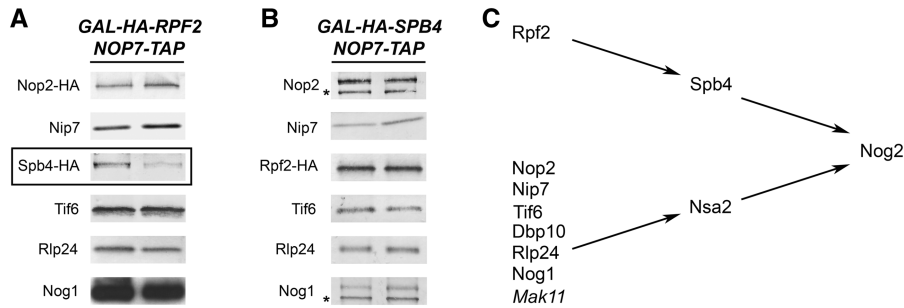 A
GAL-HA-RPF2
NOP7-TAP
Nop2-HA
Nip7
Spb4-HA
Tif6
Rlp24
Nog1
B
GAL-HA-SPB4
NOP7-TAP
Nop2
*
Nip7
Rpf2-HA
Tif6
Rlp24
Nog1
*
C
Rpf2
Spb4
Nog2
Nop2
Nip7
Tif6
Dbp10
Rlp24
Nog1
Mak11
Nsa2